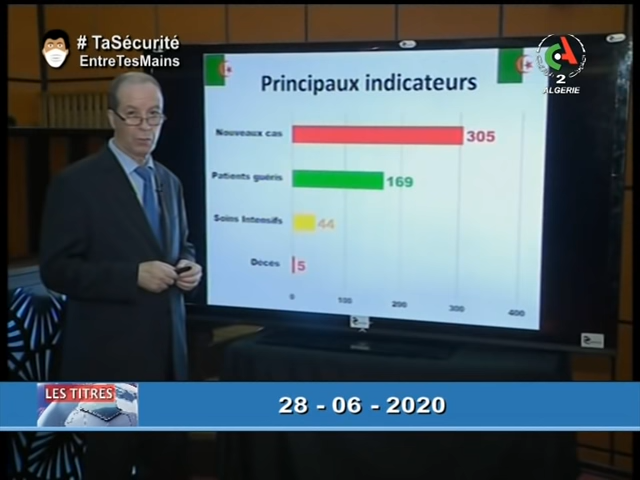 # TaSécurité
EntreTesMains
2
ALGERIE
Principaux indicateurs
Nouveaux cas
305
Patients guéris
169
Soins Intensifs
44
Décès
5
0
100
200
300
400
LES TITRES
28 - 06 - 2020